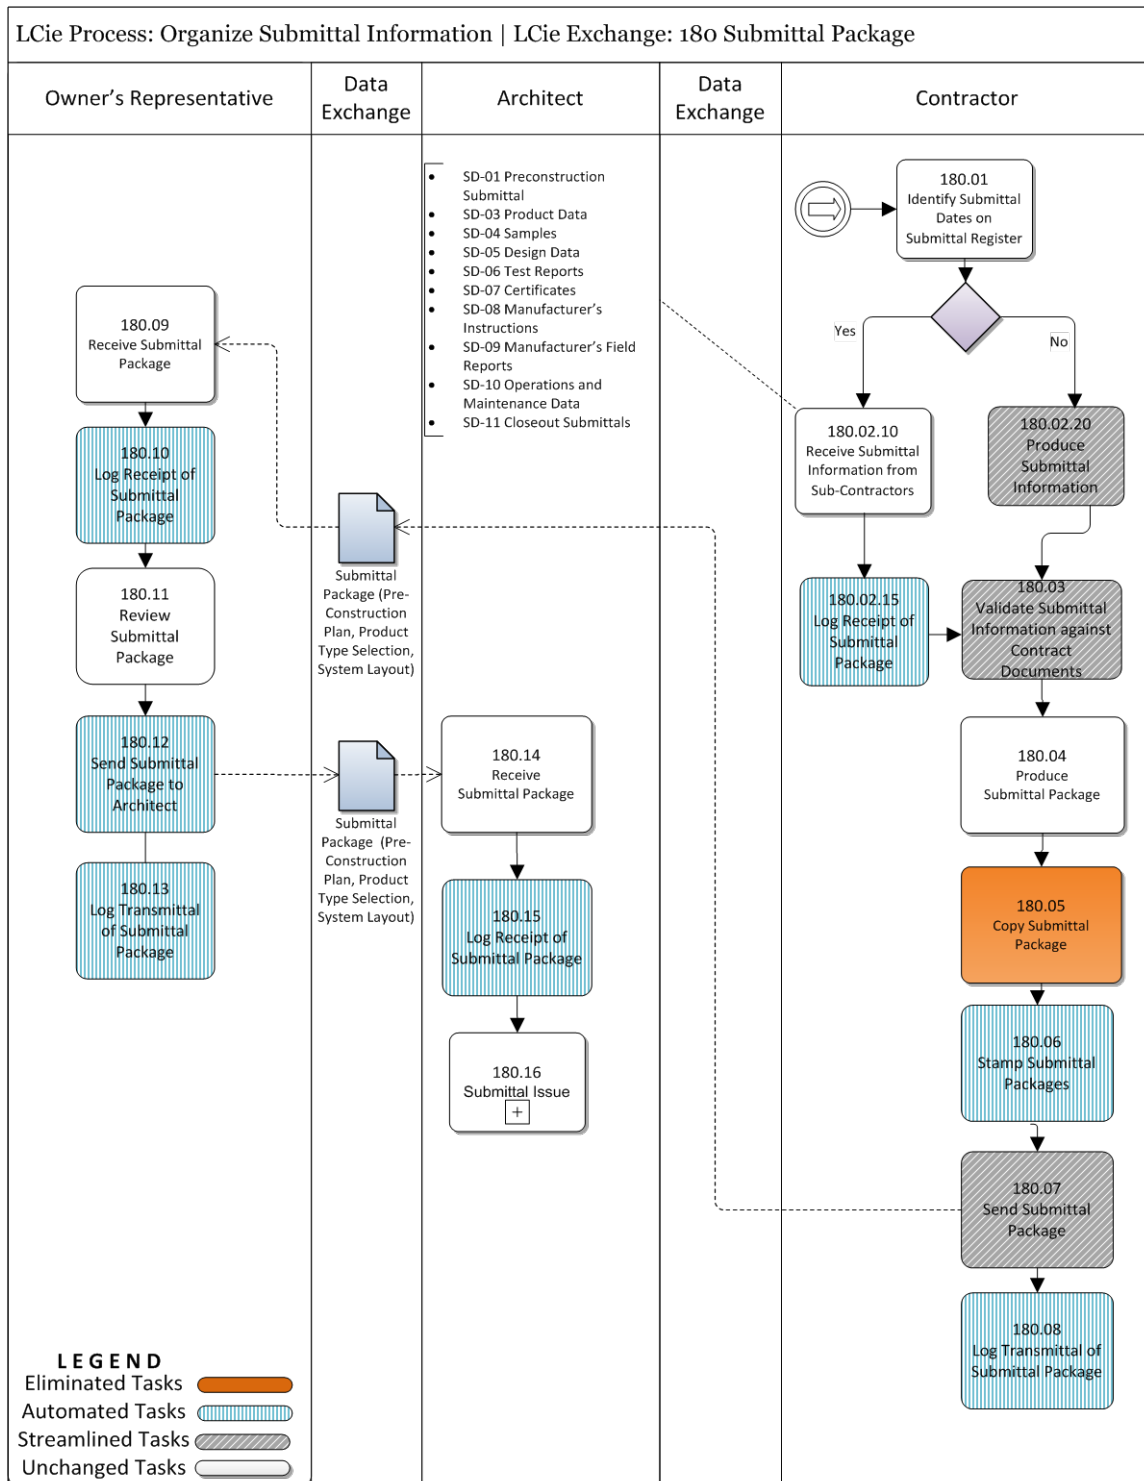 LCie Process: Organize Submittal Information | LCie Exchange: 180 Submittal Package
Owner's Representative
Data
Exchange
Architect
Data
Exchange
Contractor
• SD-01 Preconstruction
Submittal
• SD-03 Product Data
• SD-04 Samples
• SD-05 Design Data
• SD-06 Test Reports
• SD-07 Certificates
• SD-08 Manufacturer's
Instructions
• SD-09 Manufacturer's Field
Reports
• SD-10 Operations and
Maintenance Data
• SD-11 Closeout Submittals
180.01
Identify Submittal
Dates on
Submittal Register
Yes
No
180.02.10
Receive Submittal
Information from
Sub-Contractors
180.02.20
Produce
Submittal
Information
180.02.15
Log Receipt of
Submittal
Package
180.03
Validate Submittal
Information against
Contract
Documents
180.04
Produce
Submittal Package
180.05
Copy Submittal
Package
180.06
Stamp Submittal
Packages
180.07
Send Submittal
Package
180.08
Log Transmittal of
Submittal Package
180.09
Receive Submittal
Package
180.10
Log Receipt of
Submittal
Package
180.11
Review
Submittal
Package
180.12
Send Submittal
Package to
Architect
180.13
Log Transmittal
of Submittal
Package
Submittal
Package (Pre-
Construction
Plan, Product
Type Selection,
System Layout)
Submittal
Package (Pre-
Construction
Plan, Product
Type Selection,
System Layout)
180.14
Receive
Submittal Package
180.15
Log Receipt of
Submittal Package
180.16
Submittal Issue
+
LEGEND
Eliminated Tasks
Automated Tasks
Streamlined Tasks
Unchanged Tasks